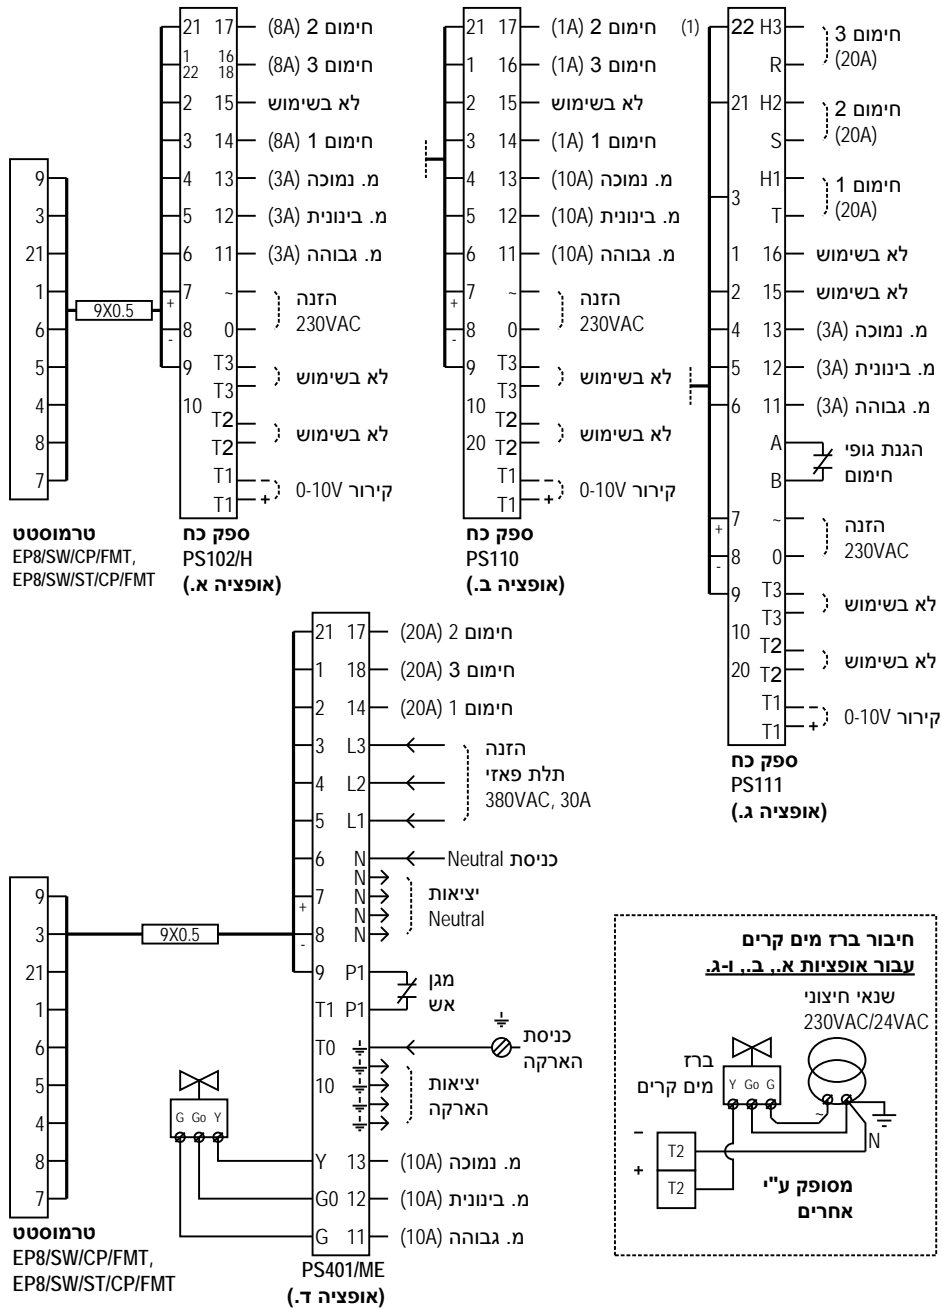 21 17 (8A) חימום 2
1 16
22 18 (8A) חימום 3
2 15 לא בשימוש
3 14 (8A) חימום 1
4 13 (3A) מ. נמוכה
5 12 (3A) מ. בינונית
6 11 (3A) מ. גבוהה
7 ~ הזנה
+
8 0 230VAC
-
9 T3
T3 לא בשימוש
10 T2
T2 לא בשימוש
T1
T1 + קירור 0-10V
ספק כח
PS102/H
(אופציה א.)
9
3
21
1
6
5
4
8
7
9X0.5
טרמוסטט
EP8/SW/CP/FMT,
EP8/SW/ST/CP/FMT
21 17 (1A) חימום 2
1 16 (1A) חימום 3
2 15 לא בשימוש
3 14 (1A) חימום 1
4 13 (10A) מ. נמוכה
5 12 (10A) מ. בינונית
6 11 (10A) מ. גבוהה
7 ~ הזנה
+
8 0 230VAC
-
9 T3
T3 לא בשימוש
10 T2
20 T2 לא בשימוש
T1
T1 + קירור 0-10V
ספק כח
PS110
(אופציה ב.)
(1) 22 H3 חימום 3
R (20A)
21 H2 חימום 2
S (20A)
H1 חימום 1
3 T (20A)
1 16 לא בשימוש
2 15 לא בשימוש
4 13 (3A) מ. נמוכה
5 12 (3A) מ. בינונית
6 11 (3A) מ. גבוהה
A הגנת גופי
B חימום
7 ~ הזנה
+
8 0 230VAC
-
9 T3
T3 לא בשימוש
10 T2
20 T2 לא בשימוש
T1
T1 + קירור 0-10V
ספק כח
PS111
(אופציה ג.)
21 17 (20A) חימום 2
1 18 (20A) חימום 3
2 14 (20A) חימום 1
3 L3 הזנה
4 L2 תלת פאזי
5 L1 380VAC, 30A
6 N כניסת Neutral
N
7 N יציאות
+ N Neutral
8 N
-
9 P1 מגן
T1 P1 אש
T0 כניסת
הארקה
10 יציאות
הארקה
Y 13 (10A) מ. נמוכה
G0 12 (10A) מ. בינונית
G 11 (10A) מ. גבוהה
PS401/ME
(אופציה ד.)
9
3
21
1
6
5
4
8
7
9X0.5
G Go Y
טרמוסטט
EP8/SW/CP/FMT,
EP8/SW/ST/CP/FMT
חיבור ברז מים קרים
עבור אופציות א., ב., ו-ג.
שנאי חיצוני
230VAC/24VAC
ברז
מים קרים
Y Go G
~
N
- T2
+ T2
מסופק ע"י
אחרים